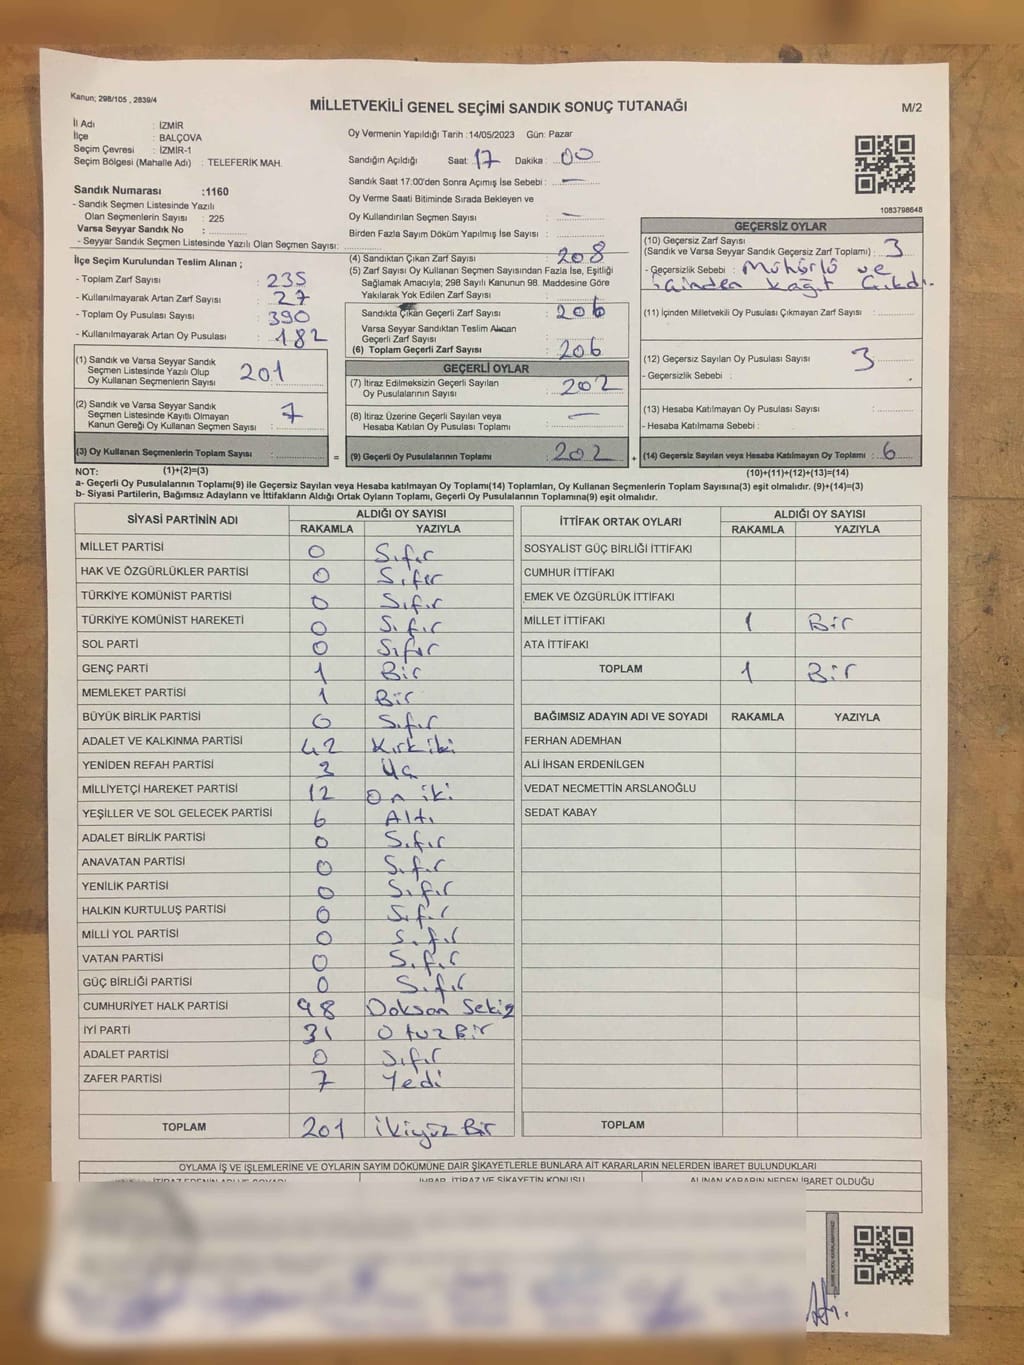 Kanun; 298/105 , 2839/4
MİLLETVEKİLİ GENEL SEÇİMİ SANDIK SONUÇ TUTANAĞI
M/2
İl Adı : İZMİR
İlçe : BALÇOVA
Seçim Çevresi : İZMİR-1
Seçim Bölgesi (Mahalle Adı) : TELEFERİK MAH.
Oy Vermenin Yapıldığı Tarih :14/05/2023 Gün: Pazar
Sandığın Açıldığı Saat: 17 Dakika : 00
Sandık Saat 17:00'den Sonra Açımış İse Sebebi : —
Oy Verme Saati Bitiminde Sırada Bekleyen ve
Oy Kullandırılan Seçmen Sayısı : —
Birden Fazla Sayım Döküm Yapılmış İse Sayısı :
1083798648
Sandık Numarası :1160
- Sandık Seçmen Listesinde Yazılı
Olan Seçmenlerin Sayısı : 225
Varsa Seyyar Sandık No :
- Seyyar Sandık Seçmen Listesinde Yazılı Olan Seçmen Sayısı:
İlçe Seçim Kurulundan Teslim Alınan ;
- Toplam Zarf Sayısı : 235
- Kullanılmayarak Artan Zarf Sayısı : 27
- Toplam Oy Pusulası Sayısı : 390
- Kullanılmayarak Artan Oy Pusulası : 182
(1) Sandık ve Varsa Seyyar Sandık
Seçmen Listesinde Yazılı Olup
Oy Kullanan Seçmenlerin Sayısı : 201
(2) Sandık ve Varsa Seyyar Sandık
Seçmen Listesinde Kayıtlı Olmayan
Kanun Gereği Oy Kullanan Seçmen Sayısı : 7
(3) Oy Kullanan Seçmenlerin Toplam Sayısı :
(4) Sandıktan Çıkan Zarf Sayısı : 208
(5) Zarf Sayısı Oy Kullanan Seçmen Sayısından Fazla İse, Eşitliği
Sağlamak Amacıyla; 298 Sayılı Kanunun 98. Maddesine Göre
Yakılarak Yok Edilen Zarf Sayısı :
Sandıkta Çıkan Geçerli Zarf Sayısı : 206
Varsa Seyyar Sandıktan Teslim Alınan
Geçerli Zarf Sayısı :
(6) Toplam Geçerli Zarf Sayısı : 206
GEÇERLİ OYLAR
(7) İtiraz Edilmeksizin Geçerli Sayılan
Oy Pusulalarının Sayısı : 202
(8) İtiraz Üzerine Geçerli Sayılan veya
Hesaba Katılan Oy Pusulası Toplamı : —
= (9) Geçerli Oy Pusulalarının Toplamı : 202
GEÇERSİZ OYLAR
(10) Geçersiz Zarf Sayısı
(Sandık ve Varsa Seyyar Sandık Geçersiz Zarf Toplamı) : 3
- Geçersizlik Sebebi : Mühürlü ve
içinden kağıt çıktı.
(11) İçinden Milletvekili Oy Pusulası Çıkmayan Zarf Sayısı :
(12) Geçersiz Sayılan Oy Pusulası Sayısı : 3
- Geçersizlik Sebebi :
(13) Hesaba Katılmayan Oy Pusulası Sayısı :
- Hesaba Katılmama Sebebi :
+ (14) Geçersiz Sayılan veya Hesaba Katılmayan Oy Toplamı : 6
NOT: (1)+(2)=(3)
(10)+(11)+(12)+(13)=(14)
a- Geçerli Oy Pusulalarının Toplamı(9) ile Geçersiz Sayılan veya Hesaba katılmayan Oy Toplamı(14) Toplamları, Oy Kullanan Seçmenlerin Toplam Sayısına(3) eşit olmalıdır. (9)+(14)=(3)
b- Siyasi Partilerin, Bağımsız Adayların ve İttifakların Aldığı Ortak Oyların Toplamı, Geçerli Oy Pusulalarının Toplamına(9) eşit olmalıdır.
SİYASİ PARTİNİN ADI ALDIĞI OY SAYISI
RAKAMLA YAZIYLA
MİLLET PARTİSİ 0 Sıfır
HAK VE ÖZGÜRLÜKLER PARTİSİ 0 Sıfır
TÜRKİYE KOMÜNİST PARTİSİ 0 Sıfır
TÜRKİYE KOMÜNİST HAREKETİ 0 Sıfır
SOL PARTİ 0 Sıfır
GENÇ PARTİ 1 Bir
MEMLEKET PARTİSİ 1 Bir
BÜYÜK BİRLİK PARTİSİ 0 Sıfır
ADALET VE KALKINMA PARTİSİ 42 Kırkiki
YENİDEN REFAH PARTİSİ 3 Üç
MİLLİYETÇİ HAREKET PARTİSİ 12 On iki
YEŞİLLER VE SOL GELECEK PARTİSİ 6 Altı
ADALET BİRLİK PARTİSİ 0 Sıfır
ANAVATAN PARTİSİ 0 Sıfır
YENİLİK PARTİSİ 0 Sıfır
HALKIN KURTULUŞ PARTİSİ 0 Sıfır
MİLLİ YOL PARTİSİ 0 Sıfır
VATAN PARTİSİ 0 Sıfır
GÜÇ BİRLİĞİ PARTİSİ 0 Sıfır
CUMHURİYET HALK PARTİSİ 98 Doksan Sekiz
İYİ PARTİ 31 Otuz Bir
ADALET PARTİSİ 0 Sıfır
ZAFER PARTİSİ 7 Yedi
TOPLAM 201 İkiyüz Bir
İTTİFAK ORTAK OYLARI ALDIĞI OY SAYISI
RAKAMLA YAZIYLA
SOSYALİST GÜÇ BİRLİĞİ İTTİFAKI
CUMHUR İTTİFAKI
EMEK VE ÖZGÜRLÜK İTTİFAKI
MİLLET İTTİFAKI 1 Bir
ATA İTTİFAKI
TOPLAM 1 Bir
BAĞIMSIZ ADAYIN ADI VE SOYADI RAKAMLA YAZIYLA
FERHAN ADEMHAN
ALİ İHSAN ERDENİLGEN
VEDAT NECMETTİN ARSLANOĞLU
SEDAT KABAY
TOPLAM
OYLAMA İŞ VE İŞLEMLERİNE VE OYLARIN SAYIM DÖKÜMÜNE DAİR ŞİKAYETLERLE BUNLARA AİT KARARLARIN NELERDEN İBARET BULUNDUKLARI
İHBAR, İTİRAZ VE ŞİKAYETİN KONUSU ALINAN KARARIN NEDEN İBARET OLDUĞU